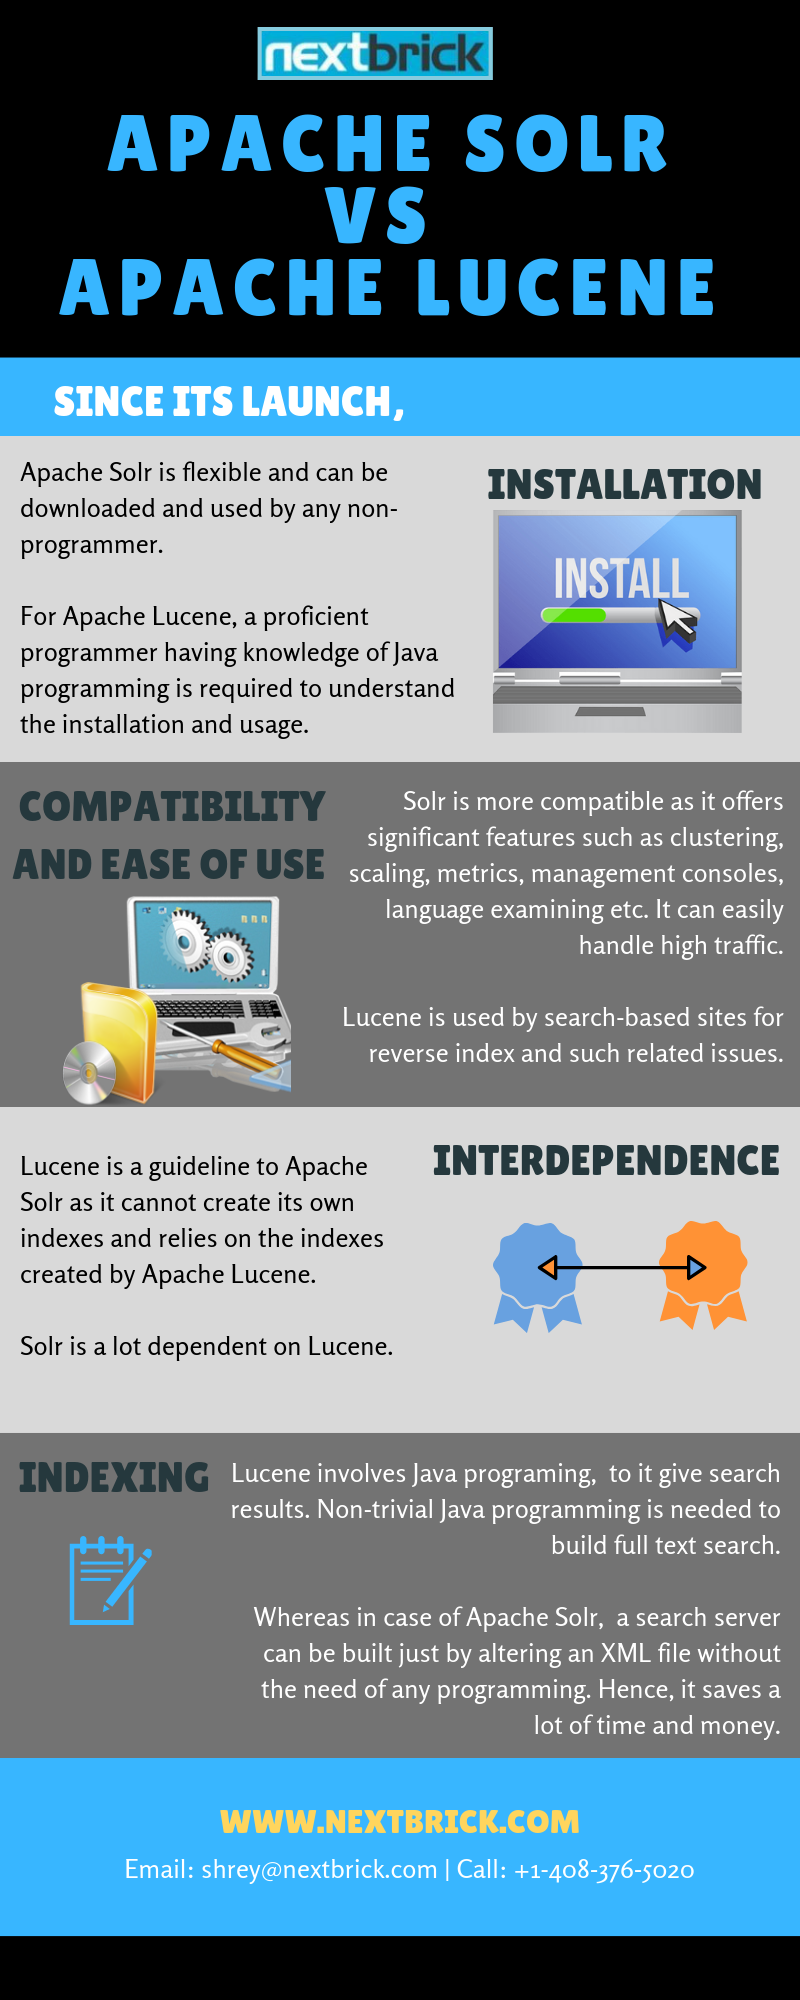 nextbrick
APACHE SOLR
VS
APACHE LUCENE
SINCE ITS LAUNCH,
Apache Solr is flexible and can be
downloaded and used by any non-
programmer.
For Apache Lucene, a proficient
programmer having knowledge of Java
programming is required to understand
the installation and usage.
INSTALLATION
INSTALL
COMPATIBILITY
AND EASE OF USE
Solr is more compatible as it offers
significant features such as clustering,
scaling, metrics, management consoles,
language examining etc. It can easily
handle high traffic.
Lucene is used by search-based sites for
reverse index and such related issues.
Lucene is a guideline to Apache
Solr as it cannot create its own
indexes and relies on the indexes
created by Apache Lucene.
Solr is a lot dependent on Lucene.
INTERDEPENDENCE
INDEXING
Lucene involves Java programing,  to it give search
results. Non-trivial Java programming is needed to
build full text search.
Whereas in case of Apache Solr,  a search server
can be built just by altering an XML file without
the need of any programming. Hence, it saves a
lot of time and money.
WWW.NEXTBRICK.COM
Email: shrey@nextbrick.com | Call: +1-408-376-5020